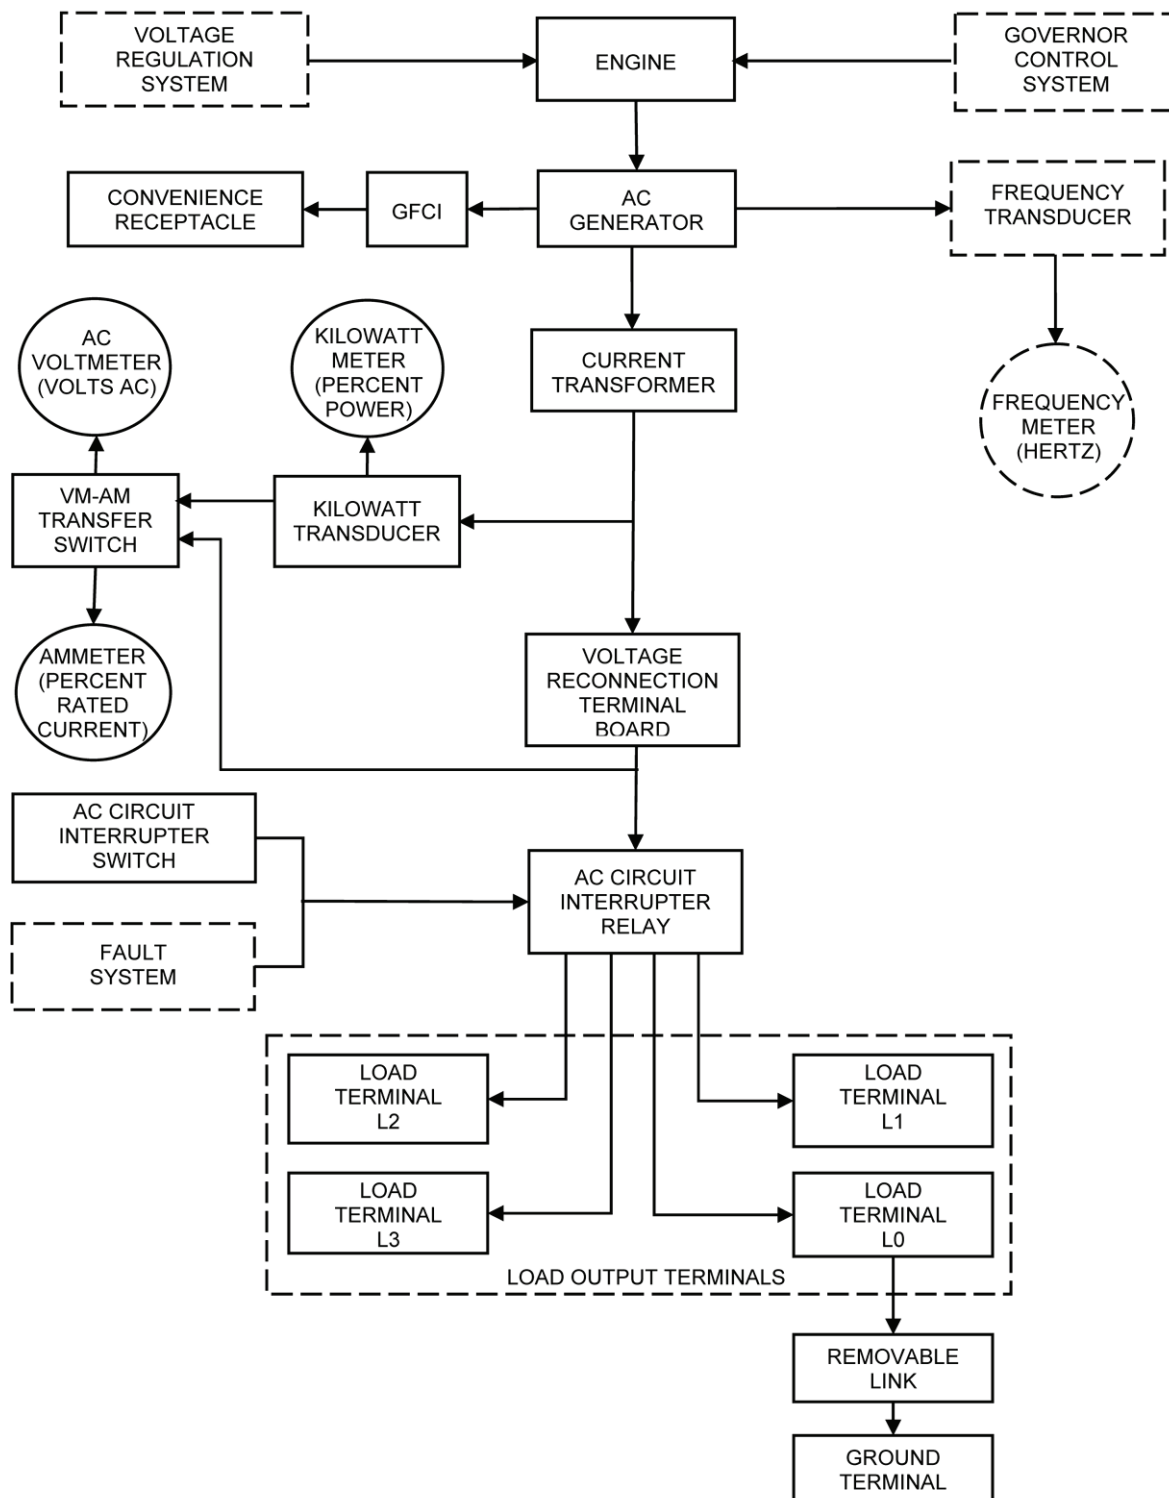 VOLTAGE
REGULATION
SYSTEM
ENGINE
GOVERNOR
CONTROL
SYSTEM
CONVENIENCE
RECEPTACLE
GFCI
AC
GENERATOR
FREQUENCY
TRANSDUCER
AC
VOLTMETER
(VOLTS AC)
KILOWATT
METER
(PERCENT
POWER)
CURRENT
TRANSFORMER
FREQUENCY
METER
(HERTZ)
VM-AM
TRANSFER
SWITCH
KILOWATT
TRANSDUCER
AMMETER
(PERCENT
RATED
CURRENT)
VOLTAGE
RECONNECTION
TERMINAL
BOARD
AC CIRCUIT
INTERRUPTER
SWITCH
AC CIRCUIT
INTERRUPTER
RELAY
FAULT
SYSTEM
LOAD
TERMINAL
L2
LOAD
TERMINAL
L1
LOAD
TERMINAL
L3
LOAD
TERMINAL
L0
LOAD OUTPUT TERMINALS
REMOVABLE
LINK
GROUND
TERMINAL